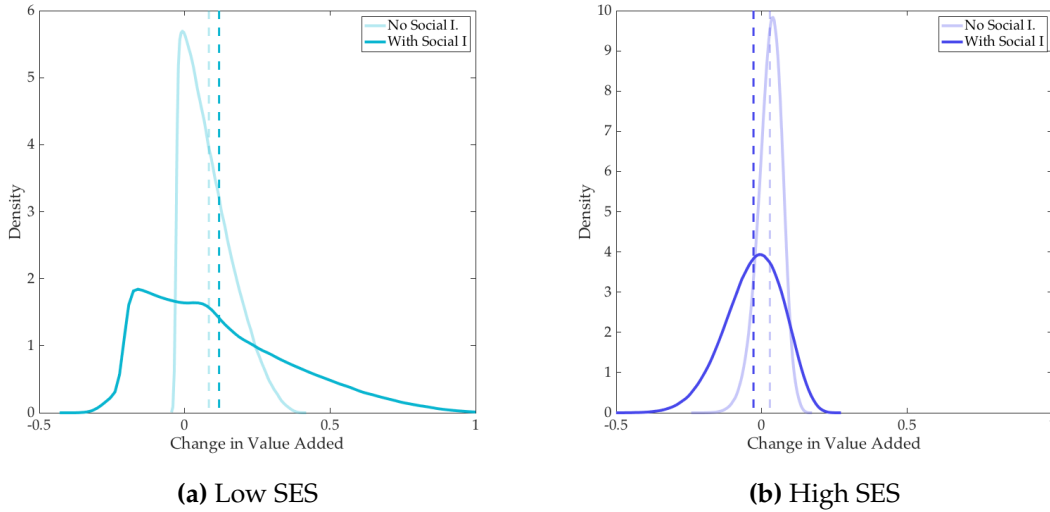 No Social I.
With Social I
6
5
4
3
2
1
0
-0.5
0
0.5
1
Density
Change in Value Added
(a) Low SES
No Social I.
With Social I
10
9
8
7
6
5
4
3
2
1
0
-0.5
0
0.5
Density
Change in Value Added
(b) High SES